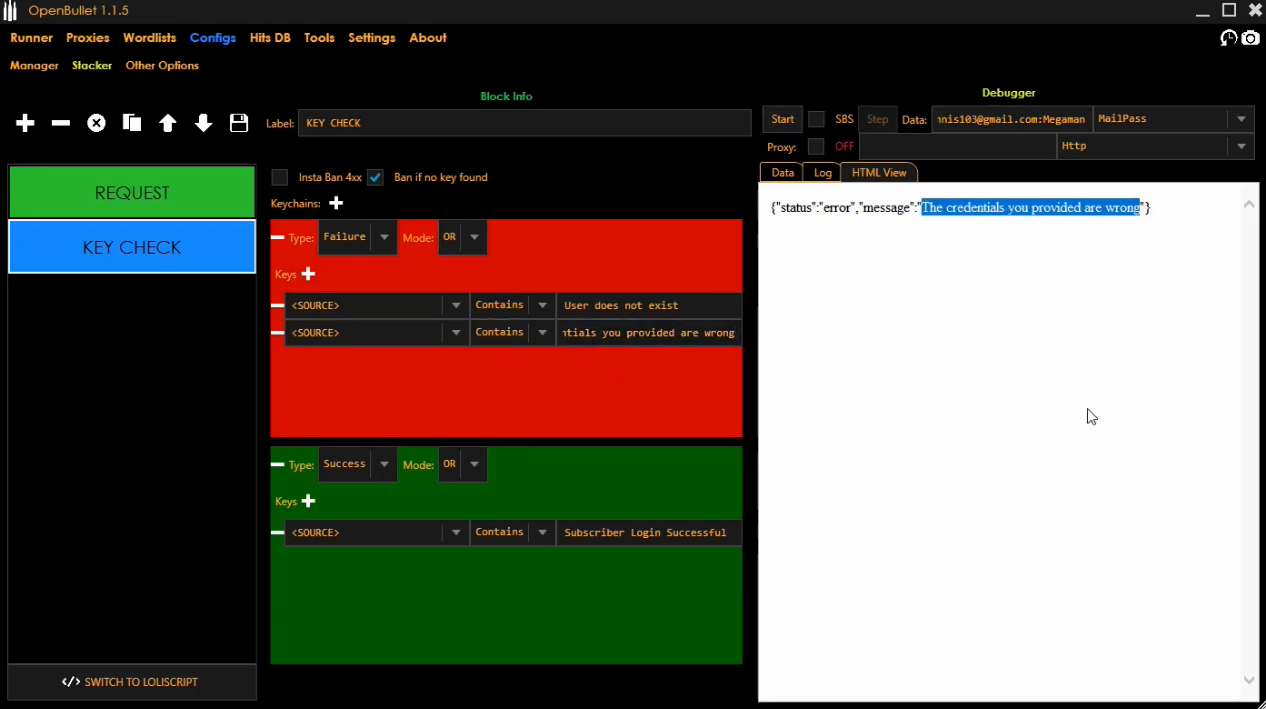 OpenBullet 1.1.5
Runner Proxies Wordlists Configs Hits DB Tools Settings About
Manager Stacker Other Options
Block Info
Debugger
Label: KEY CHECK
Start SBS Step Data: nnis103@gmail.com:Megaman MailPass
Proxy: OFF Http
Data Log HTML View
REQUEST
KEY CHECK
Insta Ban 4xx Ban if no key found
Keychains:
Type: Failure Mode: OR
Keys
<SOURCE> Contains User does not exist
<SOURCE> Contains ntials you provided are wrong
Type: Success Mode: OR
Keys
<SOURCE> Contains Subscriber Login Successful
{"status":"error","message":"The credentials you provided are wrong"}
</> SWITCH TO LOLISCRIPT